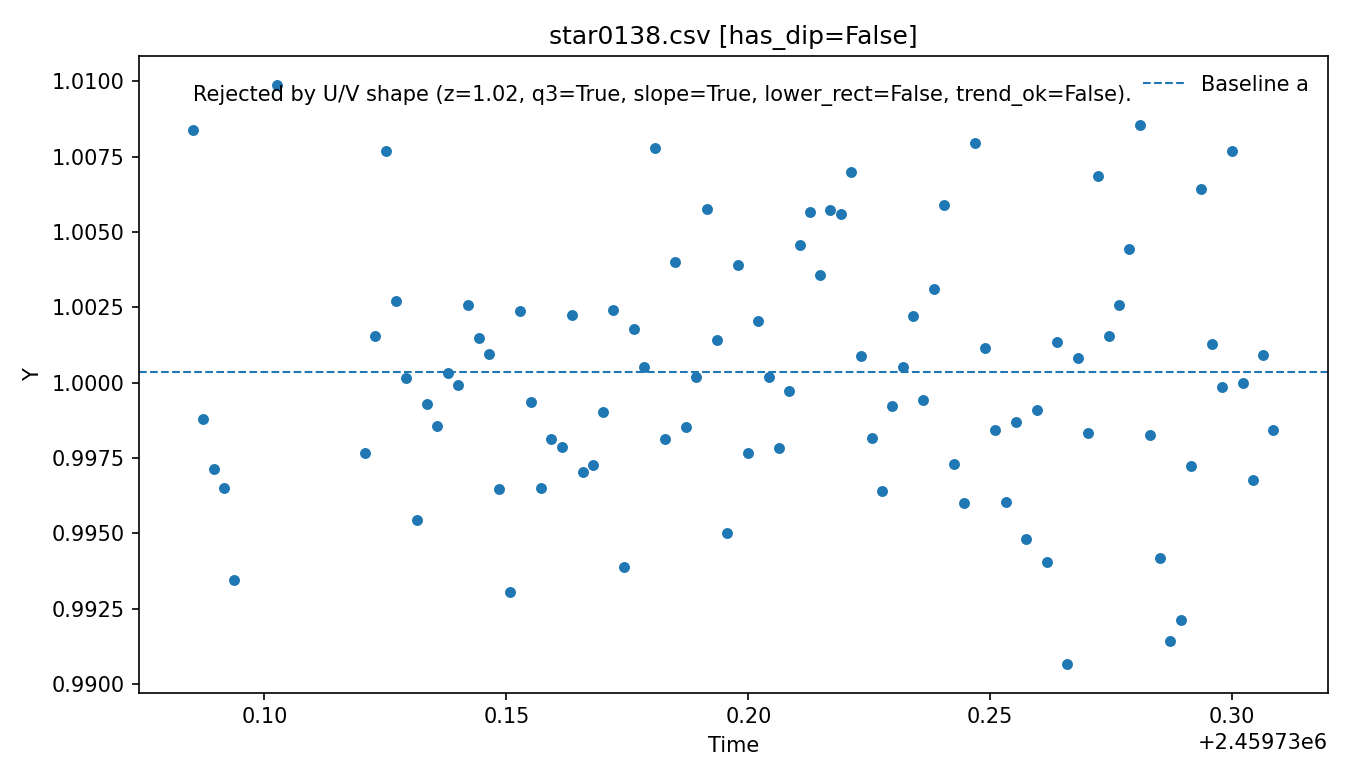 star0138.csv [has_dip=False]
Rejected by U/V shape (z=1.02, q3=True, slope=True, lower_rect=False, trend_ok=False).
Baseline a
1.0100
1.0075
1.0050
1.0025
1.0000
0.9975
0.9950
0.9925
0.9900
Y
0.10 0.15 0.20 0.25 0.30
Time
+2.45973e6